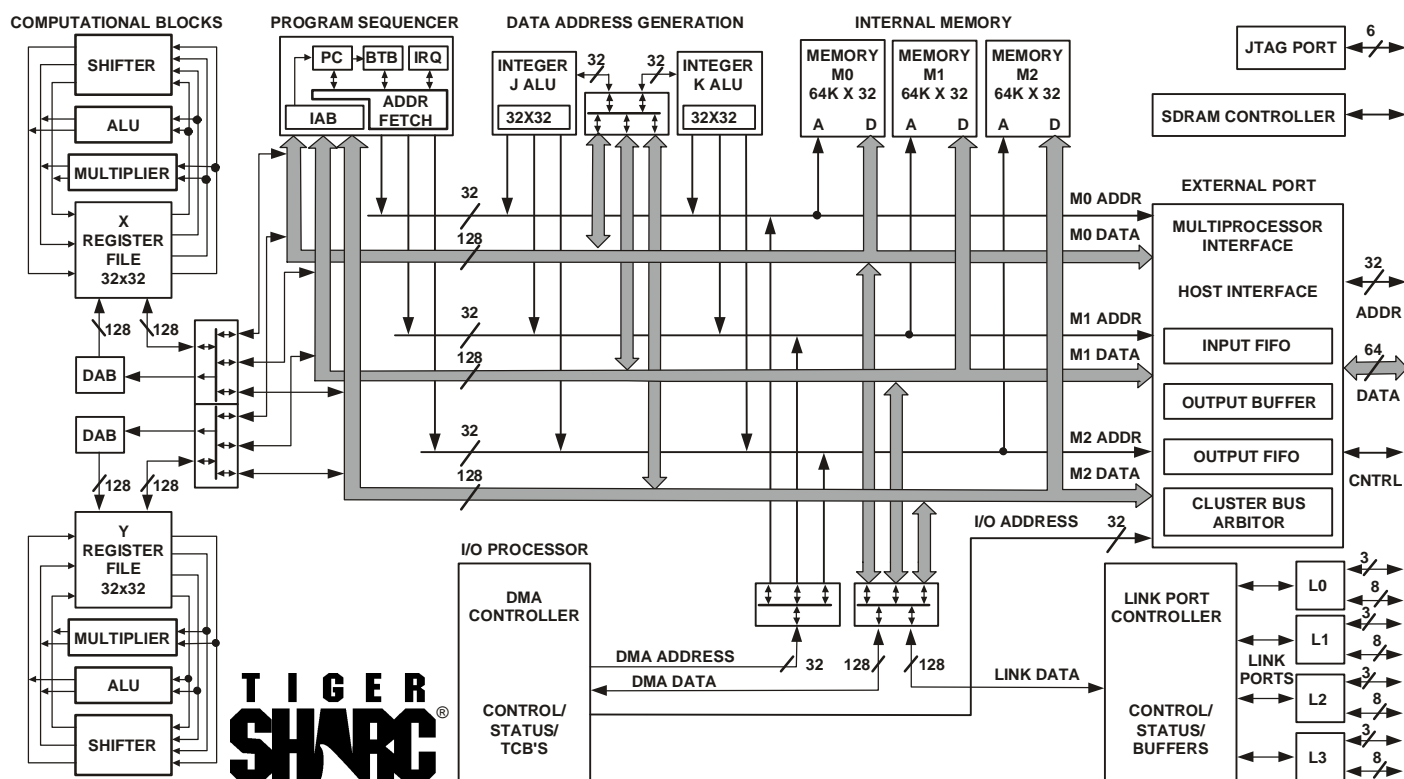 COMPUTATIONAL BLOCKS
SHIFTER
ALU
MULTIPLIER
X
REGISTER
FILE
32x32
128
128
DAB
DAB
128
128
Y
REGISTER
FILE
32x32
MULTIPLIER
ALU
SHIFTER
PROGRAM SEQUENCER
PC
BTB
IRQ
IAB
ADDR
FETCH
DATA ADDRESS GENERATION
INTEGER
J ALU
32X32
32
32
INTEGER
K ALU
32X32
INTERNAL MEMORY
MEMORY
M0
64K X 32
A
D
MEMORY
M1
64K X 32
A
D
MEMORY
M2
64K X 32
A
D
32
128
32
128
32
128
M0 ADDR
M0 DATA
M1 ADDR
M1 DATA
M2 ADDR
M2 DATA
I/O ADDRESS
32
JTAG PORT
6
SDRAM CONTROLLER
EXTERNAL PORT
MULTIPROCESSOR
INTERFACE
HOST INTERFACE
INPUT FIFO
OUTPUT BUFFER
OUTPUT FIFO
CLUSTER BUS
ARBITOR
32
ADDR
64
DATA
CNTRL
I/O PROCESSOR
DMA
CONTROLLER
CONTROL/
STATUS/
TCB'S
DMA ADDRESS
32
DMA DATA
128
128
LINK DATA
LINK PORT
CONTROLLER
CONTROL/
STATUS/
BUFFERS
LINK
PORTS
L0
3
8
L1
3
8
L2
3
8
L3
3
8
TIGER
SHARC®